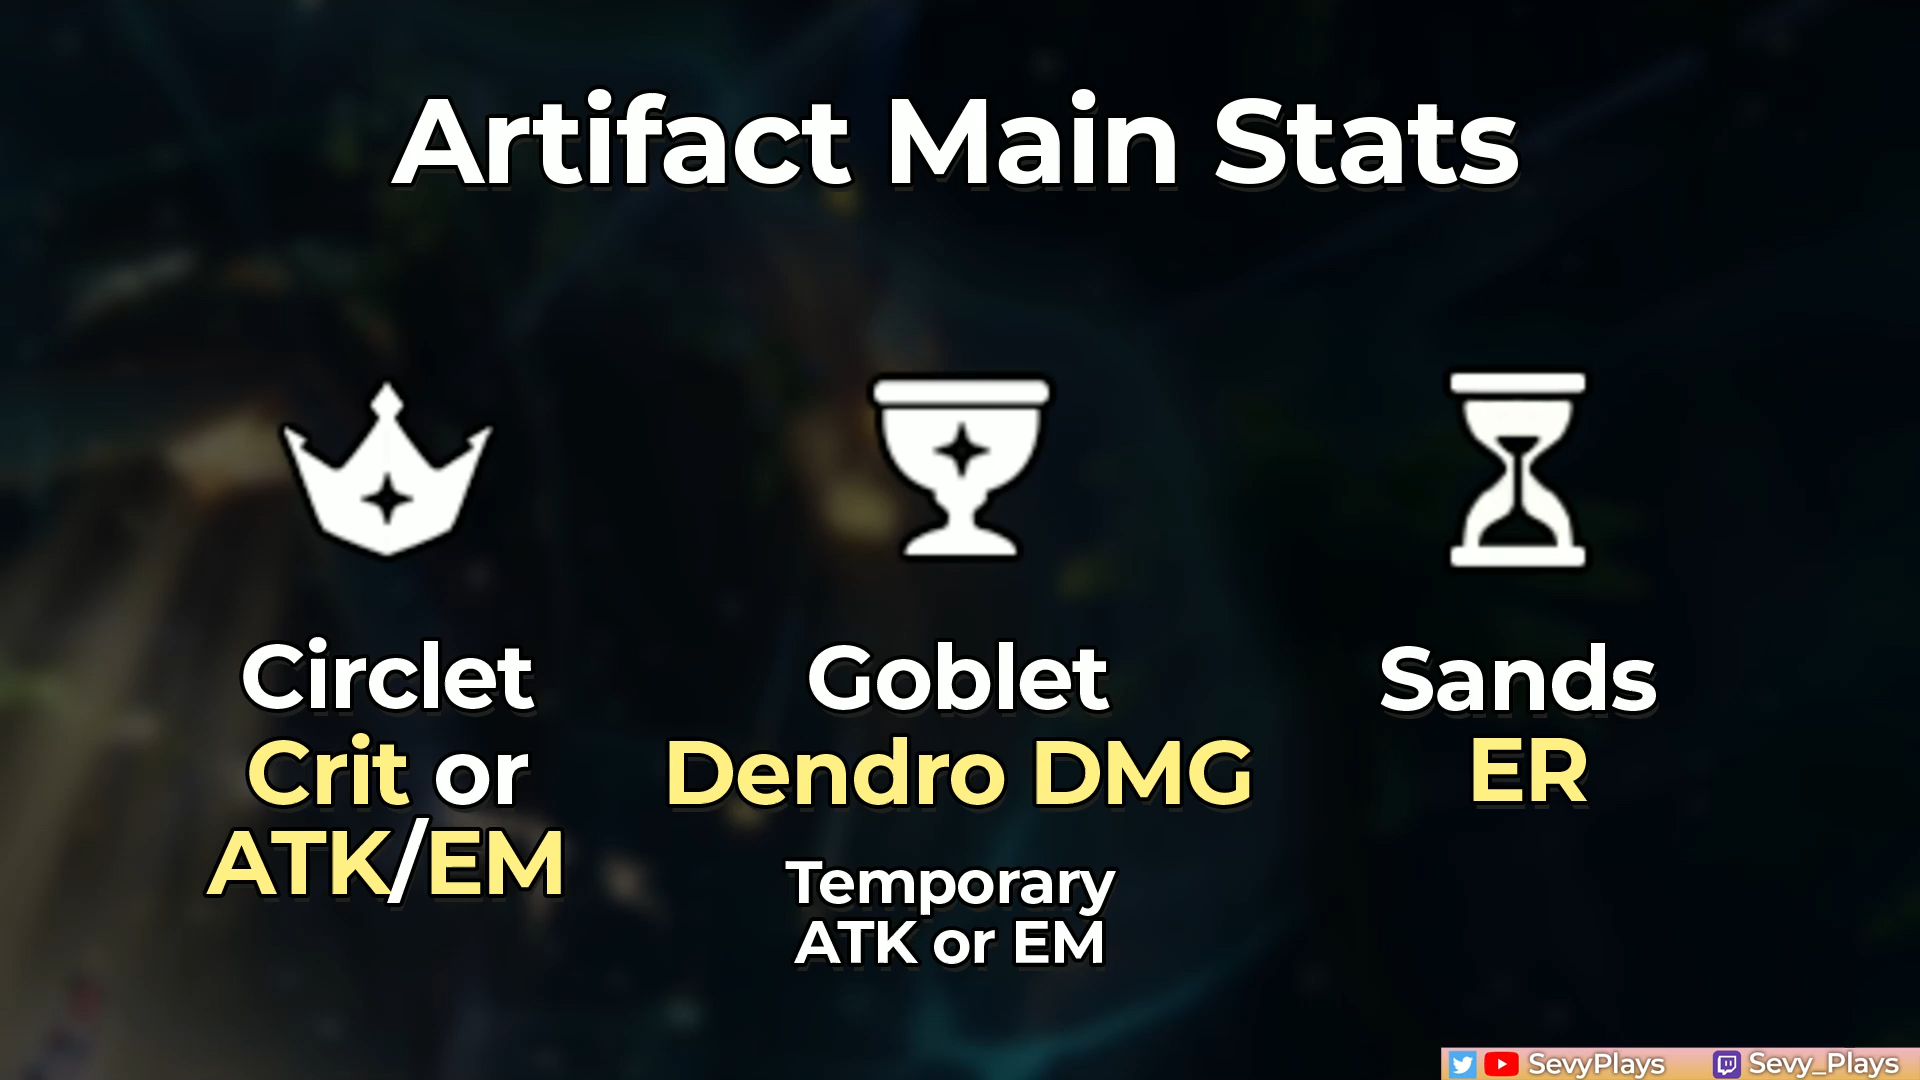 Artifact Main Stats
Circlet
Crit or
ATK/EM
Goblet
Dendro DMG
Temporary
ATK or EM
Sands
ER
SevyPlays
Sevy_Plays